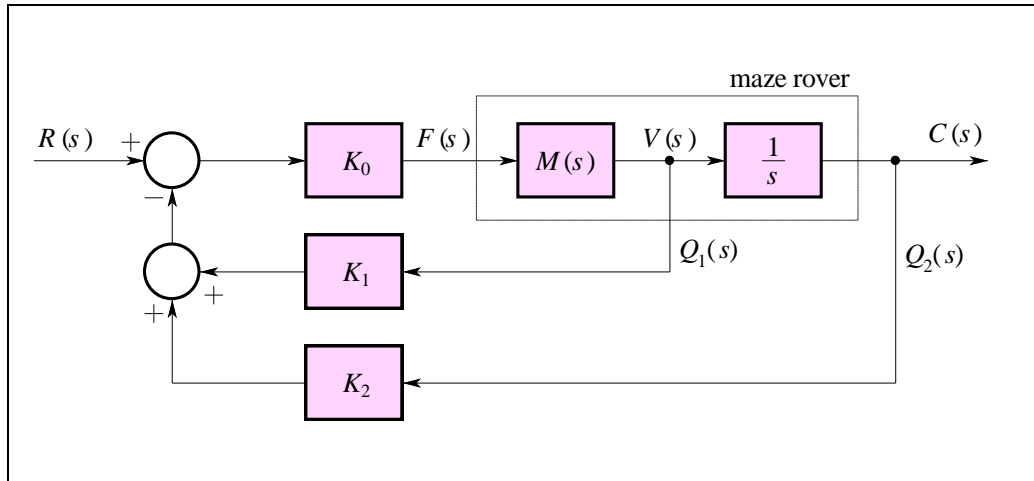 maze rover
R(s)
+
K₀
F(s)
M(s)
V(s)
1
s
C(s)
−
K₁
+
+
Q₁(s)
Q₂(s)
K₂